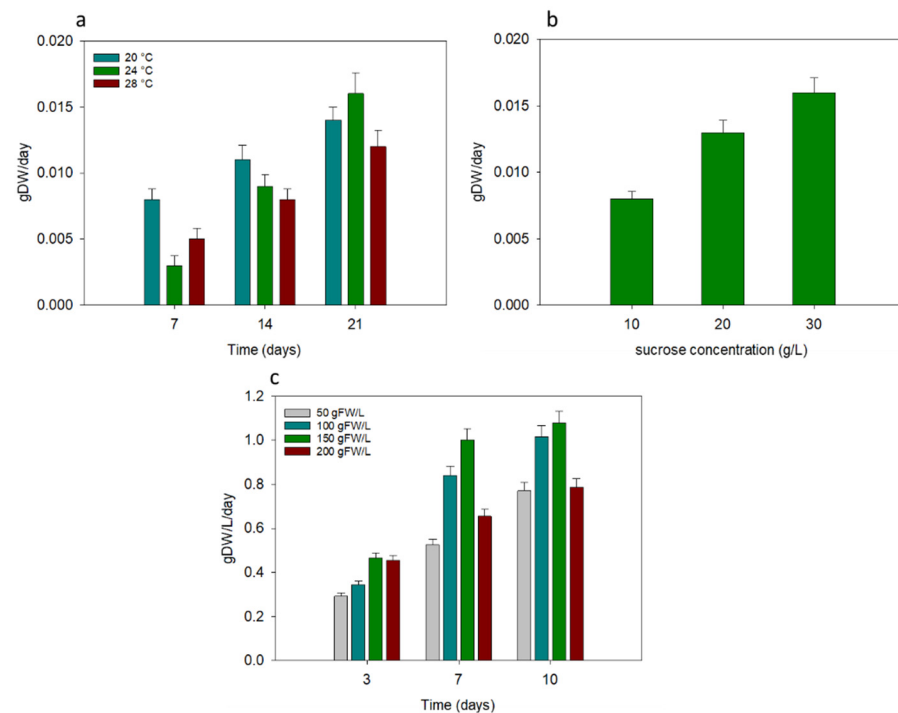 a
0.020
0.015
0.010
0.005
0.000
gDW/day
20 °C
24 °C
28 °C
7 14 21
Time (days)
b
0.020
0.015
0.010
0.005
0.000
gDW/day
10 20 30
sucrose concentration (g/L)
c
1.2
1.0
0.8
0.6
0.4
0.2
0.0
gDW/L/day
50 gFW/L
100 gFW/L
150 gFW/L
200 gFW/L
3 7 10
Time (days)